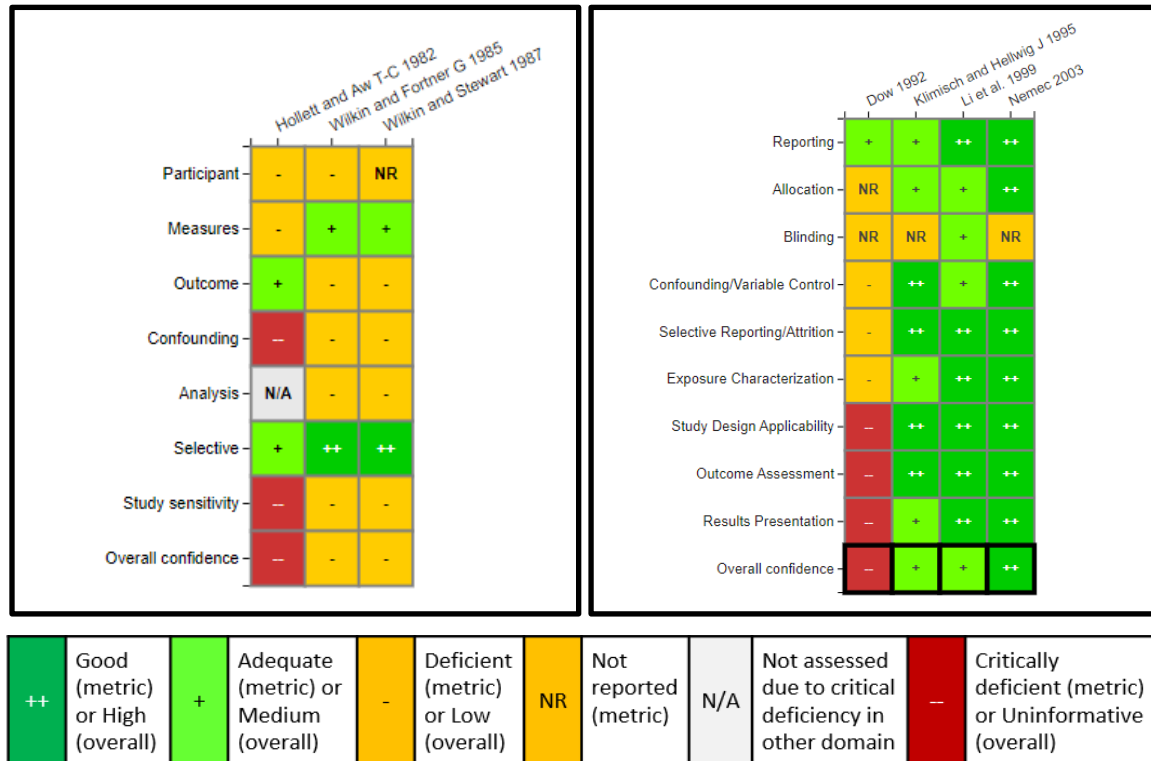 Hollett and Aw T-C 1982
Wilkin and Fortner G 1985
Wilkin and Stewart 1987
Participant - - NR
Measures - + +
Outcome + - -
Confounding -- - -
Analysis N/A - -
Selective + ++ ++
Study sensitivity -- - -
Overall confidence -- - -
Dow 1992
Klimisch and Hellwig J 1995
Li et al. 1999
Nemec 2003
Reporting + + ++ ++
Allocation NR + + ++
Blinding NR NR + NR
Confounding/Variable Control - ++ + ++
Selective Reporting/Attrition - ++ ++ ++
Exposure Characterization - + ++ ++
Study Design Applicability -- ++ ++ ++
Outcome Assessment -- ++ ++ ++
Results Presentation -- + ++ ++
Overall confidence -- + + ++
++
Good
(metric)
or High
(overall)
+
Adequate
(metric) or
Medium
(overall)
-
Deficient
(metric)
or Low
(overall)
NR
Not
reported
(metric)
N/A
Not assessed
due to critical
deficiency in
other domain
--
Critically
deficient (metric)
or Uninformative
(overall)